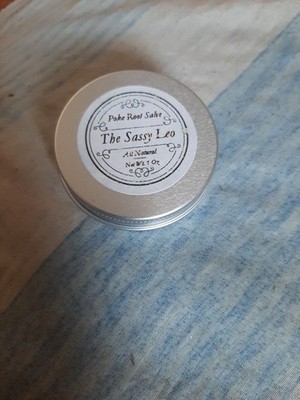 Poke Root Salve
The Sassy Leo
All Natural
Net Wt. 1 Oz